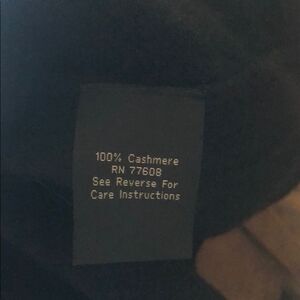 100% Cashmere
RN 77608
See Reverse For
Care Instructions